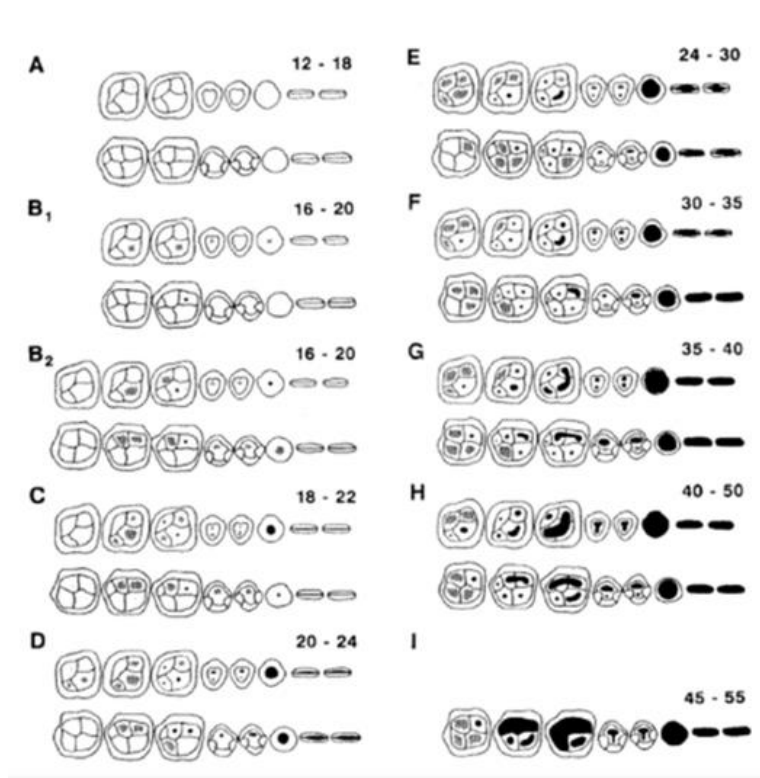 A 12 - 18
B1 16 - 20
B2 16 - 20
C 18 - 22
D 20 - 24
E 24 - 30
F 30 - 35
G 35 - 40
H 40 - 50
I
45 - 55